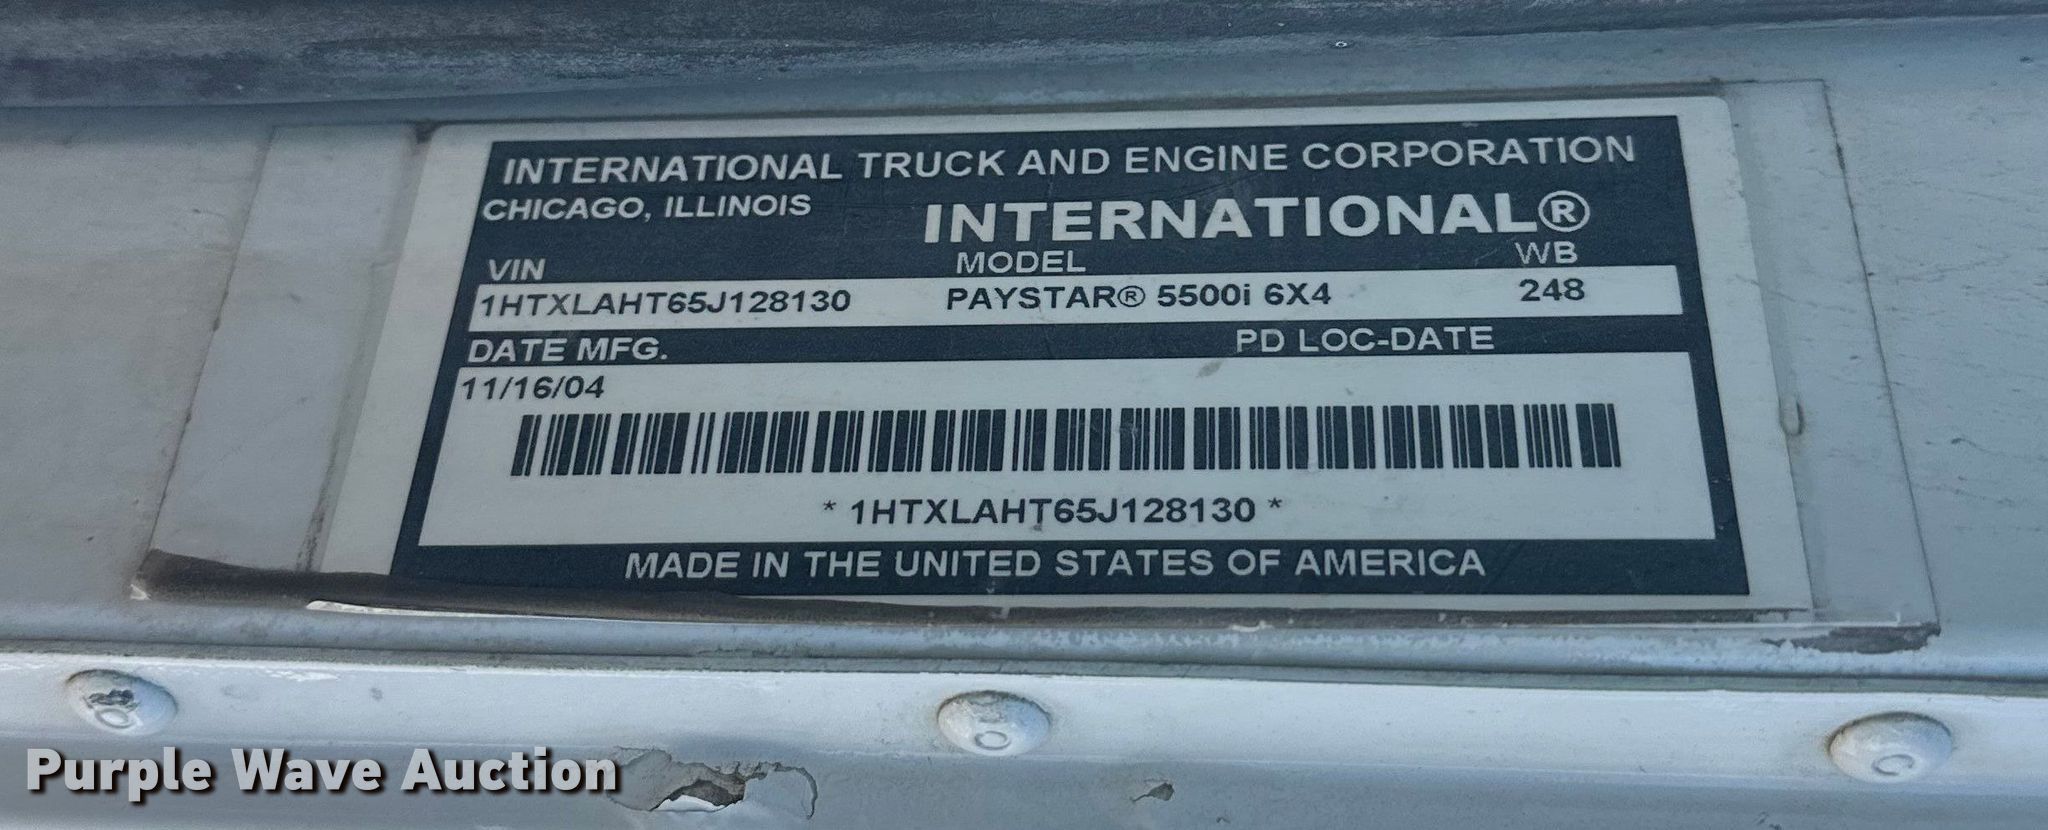 INTERNATIONAL TRUCK AND ENGINE CORPORATION
CHICAGO, ILLINOIS
INTERNATIONAL®
VIN MODEL WB
1HTXLAHT65J128130 PAYSTAR® 5500i 6X4 248
DATE MFG. PD LOC-DATE
11/16/04
* 1HTXLAHT65J128130 *
MADE IN THE UNITED STATES OF AMERICA
Purple Wave Auction